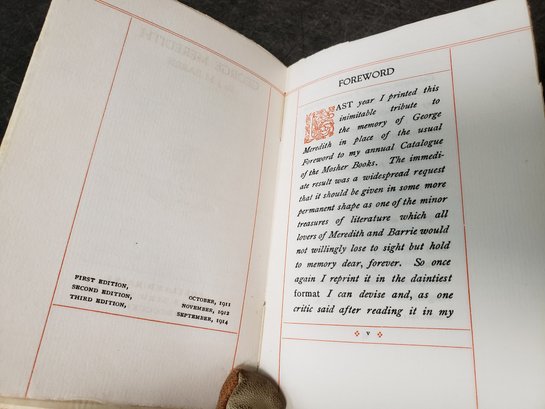 FIRST EDITION, OCTOBER, 1911
SECOND EDITION, NOVEMBER, 1912
THIRD EDITION, SEPTEMBER, 1914
FOREWORD
LAST year I printed this
inimitable tribute to
the memory of George
Meredith in place of the usual
Foreword to my annual Catalogue
of the Mosher Books. The immedi-
ate result was a widespread request
that it should be given in some more
permanent shape as one of the minor
treasures of literature which all
lovers of Meredith and Barrie would
not willingly lose to sight but hold
to memory dear, forever. So once
again I reprint it in the daintiest
format I can devise and, as one
critic said after reading it in my
v